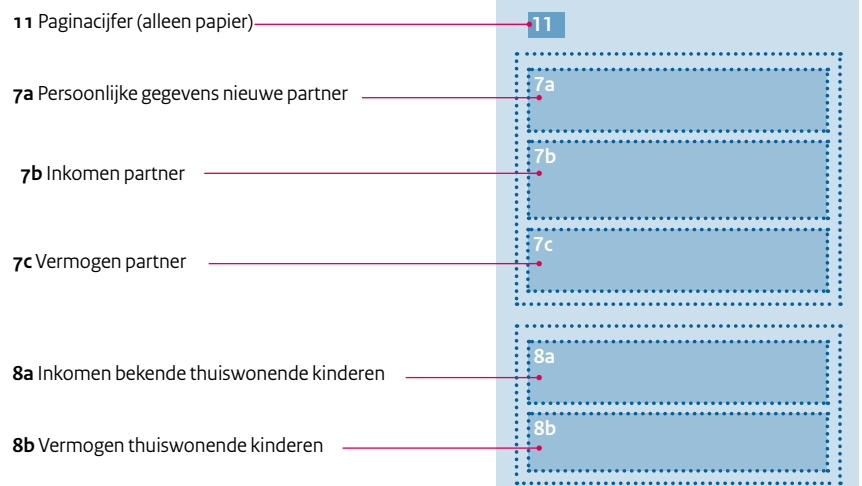 11 Paginacijfer (alleen papier)
11
7a Persoonlijke gegevens nieuwe partner
7a
7b Inkomen partner
7b
7c Vermogen partner
7c
8a Inkomen bekende thuiswonende kinderen
8a
8b Vermogen thuiswonende kinderen
8b